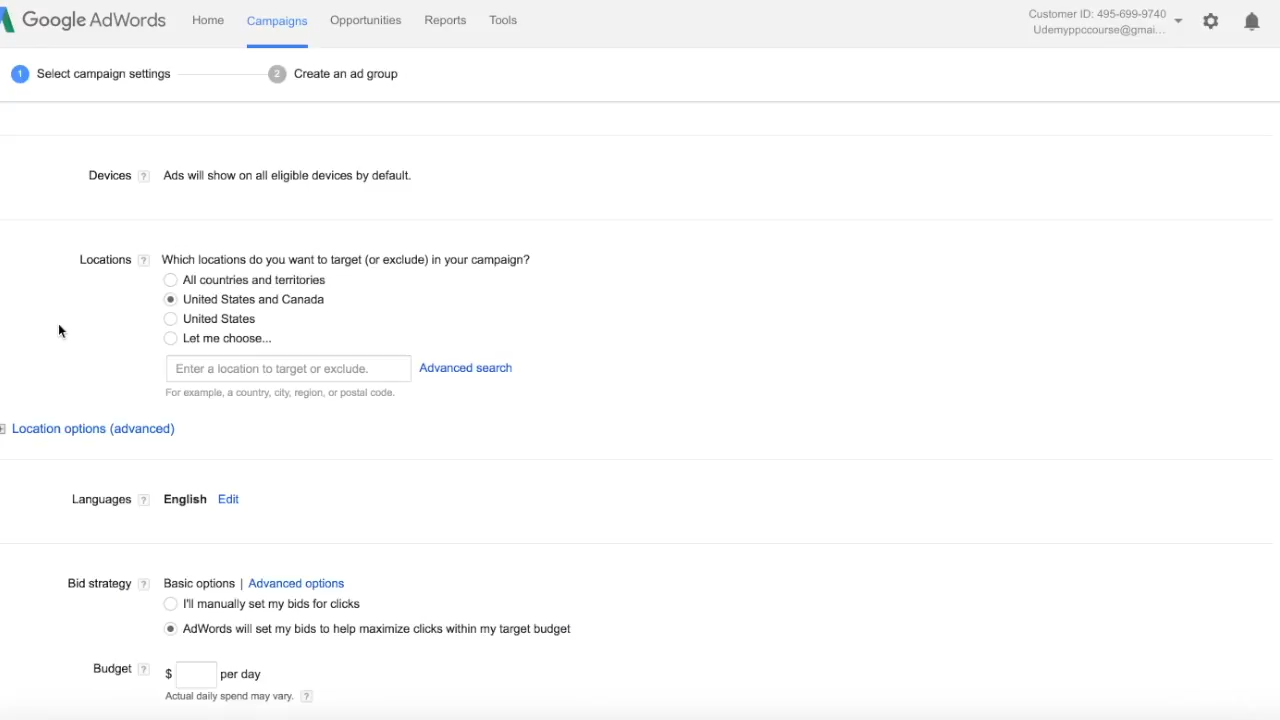 Google AdWords Home Campaigns Opportunities Reports Tools
Customer ID: 495-699-9740
Udemyppccourse@gmai...
1 Select campaign settings 2 Create an ad group
Devices ? Ads will show on all eligible devices by default.
Locations ? Which locations do you want to target (or exclude) in your campaign?
All countries and territories
United States and Canada
United States
Let me choose...
Enter a location to target or exclude. Advanced search
For example, a country, city, region, or postal code.
Location options (advanced)
Languages ? English Edit
Bid strategy ? Basic options | Advanced options
I'll manually set my bids for clicks
AdWords will set my bids to help maximize clicks within my target budget
Budget ? $ per day
Actual daily spend may vary. ?